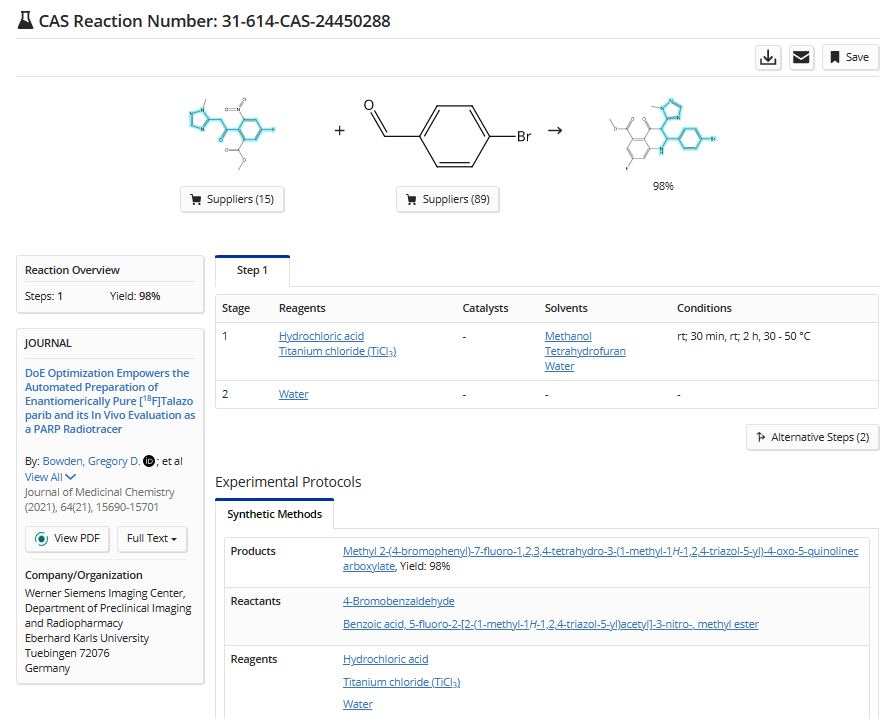 CAS Reaction Number: 31-614-CAS-24450288
Save
+
O
Br
98%
Suppliers (15)
Suppliers (89)
Reaction Overview
Steps: 1 Yield: 98%
JOURNAL
DoE Optimization Empowers the
Automated Preparation of
Enantiomerically Pure [18F]Talazo
parib and its In Vivo Evaluation as
a PARP Radiotracer
By: Bowden, Gregory D. iD ; et al
View All
Journal of Medicinal Chemistry
(2021), 64(21), 15690-15701
View PDF Full Text
Company/Organization
Werner Siemens Imaging Center,
Department of Preclinical Imaging
and Radiopharmacy
Eberhard Karls University
Tuebingen 72076
Germany
Step 1
Stage Reagents Catalysts Solvents Conditions
1 Hydrochloric acid - Methanol rt; 30 min, rt; 2 h, 30 - 50 °C
Titanium chloride (TiCl3) Tetrahydrofuran
Water
2 Water - - -
Alternative Steps (2)
Experimental Protocols
Synthetic Methods
Products Methyl 2-(4-bromophenyl)-7-fluoro-1,2,3,4-tetrahydro-3-(1-methyl-1H-1,2,4-triazol-5-yl)-4-oxo-5-quinolinec
arboxylate, Yield: 98%
Reactants 4-Bromobenzaldehyde
Benzoic acid, 5-fluoro-2-[2-(1-methyl-1H-1,2,4-triazol-5-yl)acetyl]-3-nitro-, methyl ester
Reagents Hydrochloric acid
Titanium chloride (TiCl3)
Water